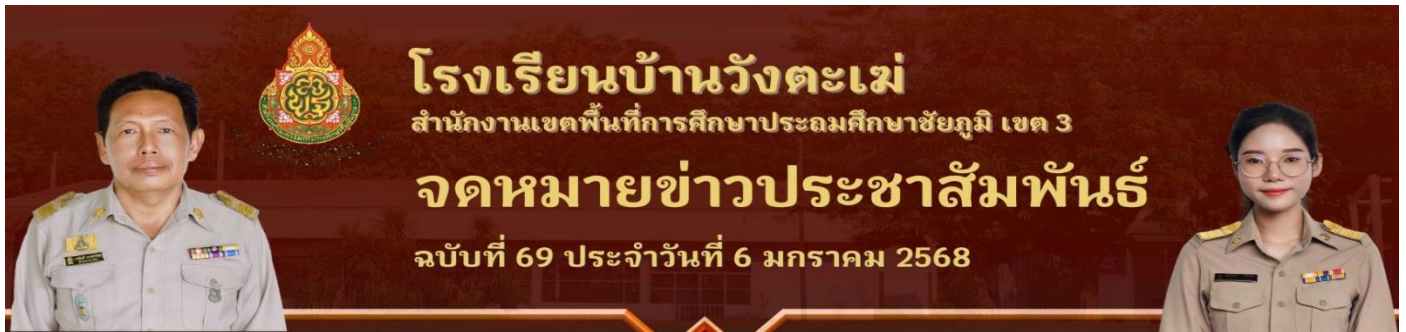 โรงเรียนบ้านวังตะเฆ่
สำนักงานเขตพื้นที่การศึกษาประถมศึกษาชัยภูมิ เขต 3
จดหมายข่าวประชาสัมพันธ์
ฉบับที่ 69 ประจำวันที่ 6 มกราคม 2568